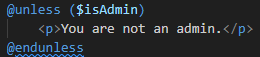 @unless ($isAdmin)
    <p>You are not an admin.</p>
@endunless